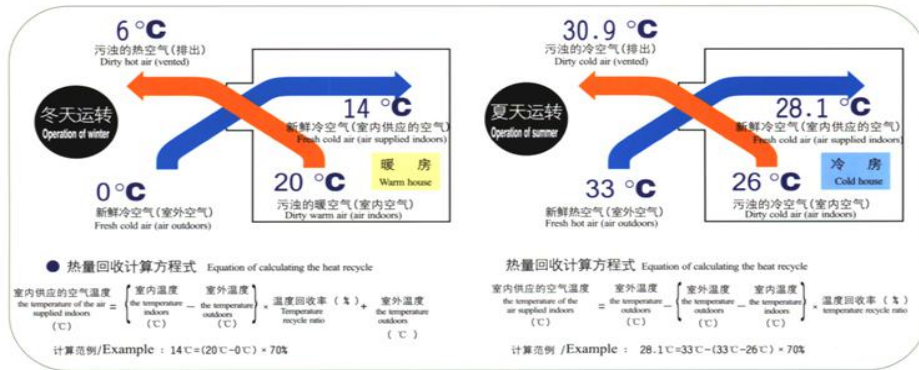 6 °C
污浊的热空气(排出)
Dirty hot air (vented)
冬天运转
Operation of winter
14 °C
新鲜冷空气(室内供应的空气)
Fresh cold air (air supplied indoors)
暖 房
Warm house
0°C
新鲜冷空气(室外空气)
Fresh cold air (air outdoors)
20 °C
污浊的暖空气(室内空气)
Dirty warm air (air indoors)
30.9 °C
污浊的冷空气(排出)
Dirty cold air (vented)
夏天运转
Operation of summer
28.1 °C
新鲜冷空气(室内供应的空气)
Fresh cold air (air supplied indoors)
冷 房
Cold house
33 °C
新鲜热空气(室外空气)
Fresh hot air (air outdoors)
26 °C
污浊的冷空气(室内空气)
Dirty cold air (air indoors)
● 热量回收计算方程式 Equation of calculating the heat recycle
室内供应的空气温度
the temperature of the air
supplied indoors
(℃)
=
室内温度
the temperature
indoors
(℃)
−
室外温度
the temperature
outdoors
(℃)
×
温度回收率(%)
Temperature
recycle ratio
+
室外温度
the temperature
outdoors
(℃)
计算范例/Example : 14℃=(20℃-0℃)×70%
热量回收计算方程式 Equation of calculating the heat recycle
室内供应的空气温度
the temperature of the
air supplied indoors
(℃)
=
室外温度
the temperature
outdoors
(℃)
−
室外温度
the temperature
outdoors
(℃)
−
室内温度
the temperature
indoors
(℃)
×
温度回收率(%)
temperature recycle ratio
计算范例/Example : 28.1℃=33℃-(33℃-26℃)×70%